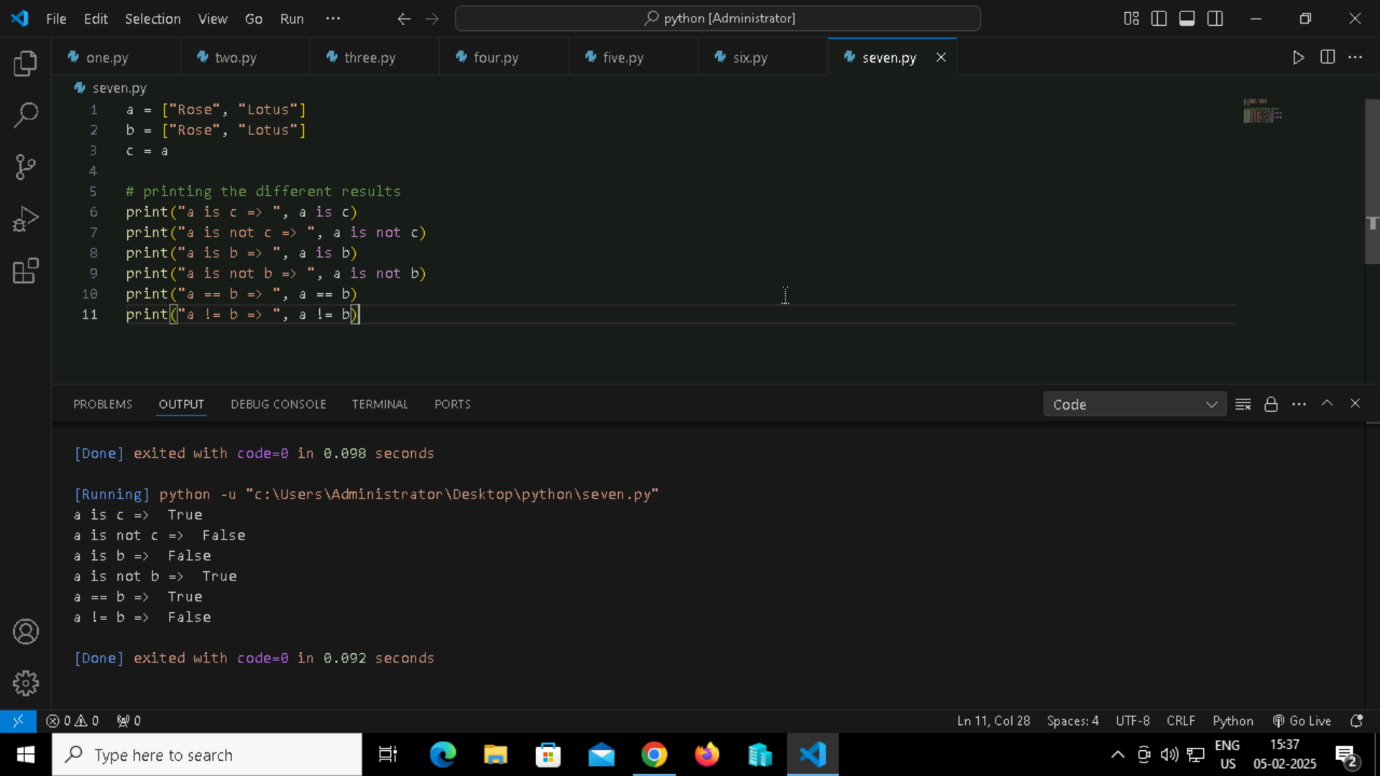 File Edit Selection View Go Run ··· python [Administrator]
one.py two.py three.py four.py five.py six.py seven.py
seven.py
1 a = ["Rose", "Lotus"]
2 b = ["Rose", "Lotus"]
3 c = a
4
5 # printing the different results
6 print("a is c => ", a is c)
7 print("a is not c => ", a is not c)
8 print("a is b => ", a is b)
9 print("a is not b => ", a is not b)
10 print("a == b => ", a == b)
11 print("a != b => ", a != b)
PROBLEMS OUTPUT DEBUG CONSOLE TERMINAL PORTS Code
[Done] exited with code=0 in 0.098 seconds
[Running] python -u "c:\Users\Administrator\Desktop\python\seven.py"
a is c =>  True
a is not c =>  False
a is b =>  False
a is not b =>  True
a == b =>  True
a != b =>  False
[Done] exited with code=0 in 0.092 seconds
0 0 0 Ln 11, Col 28 Spaces: 4 UTF-8 CRLF Python Go Live
Type here to search ENG 15:37
US 05-02-2025 2